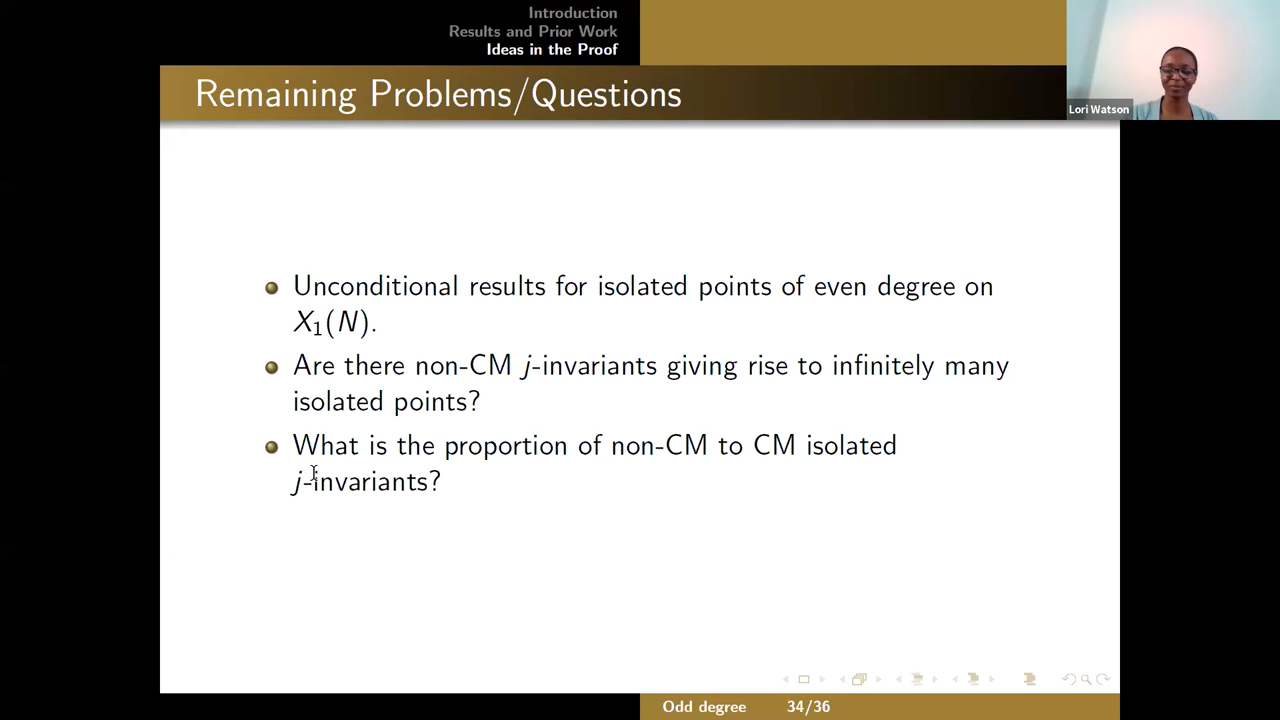 Introduction
Results and Prior Work
Ideas in the Proof
Remaining Problems/Questions
Lori Watson
Unconditional results for isolated points of even degree on
X₁(N).
Are there non-CM j-invariants giving rise to infinitely many
isolated points?
What is the proportion of non-CM to CM isolated
j-invariants?
Odd degree 34/36